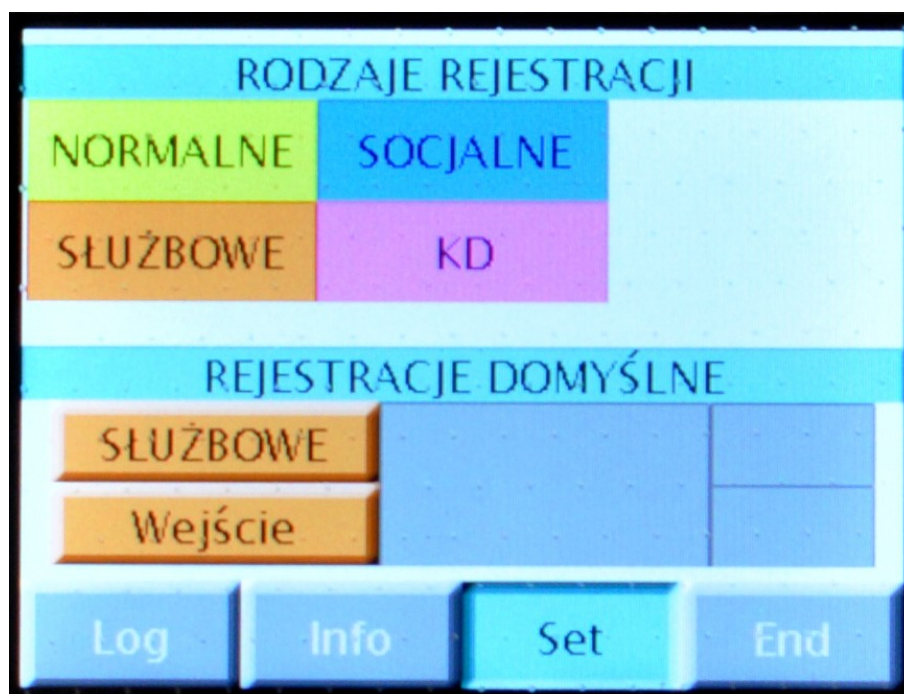 RODZAJE REJESTRACJI
NORMALNE SOCJALNE
SŁUŻBOWE KD
REJESTRACJE DOMYŚLNE
SŁUŻBOWE
Wejście
Log Info Set End